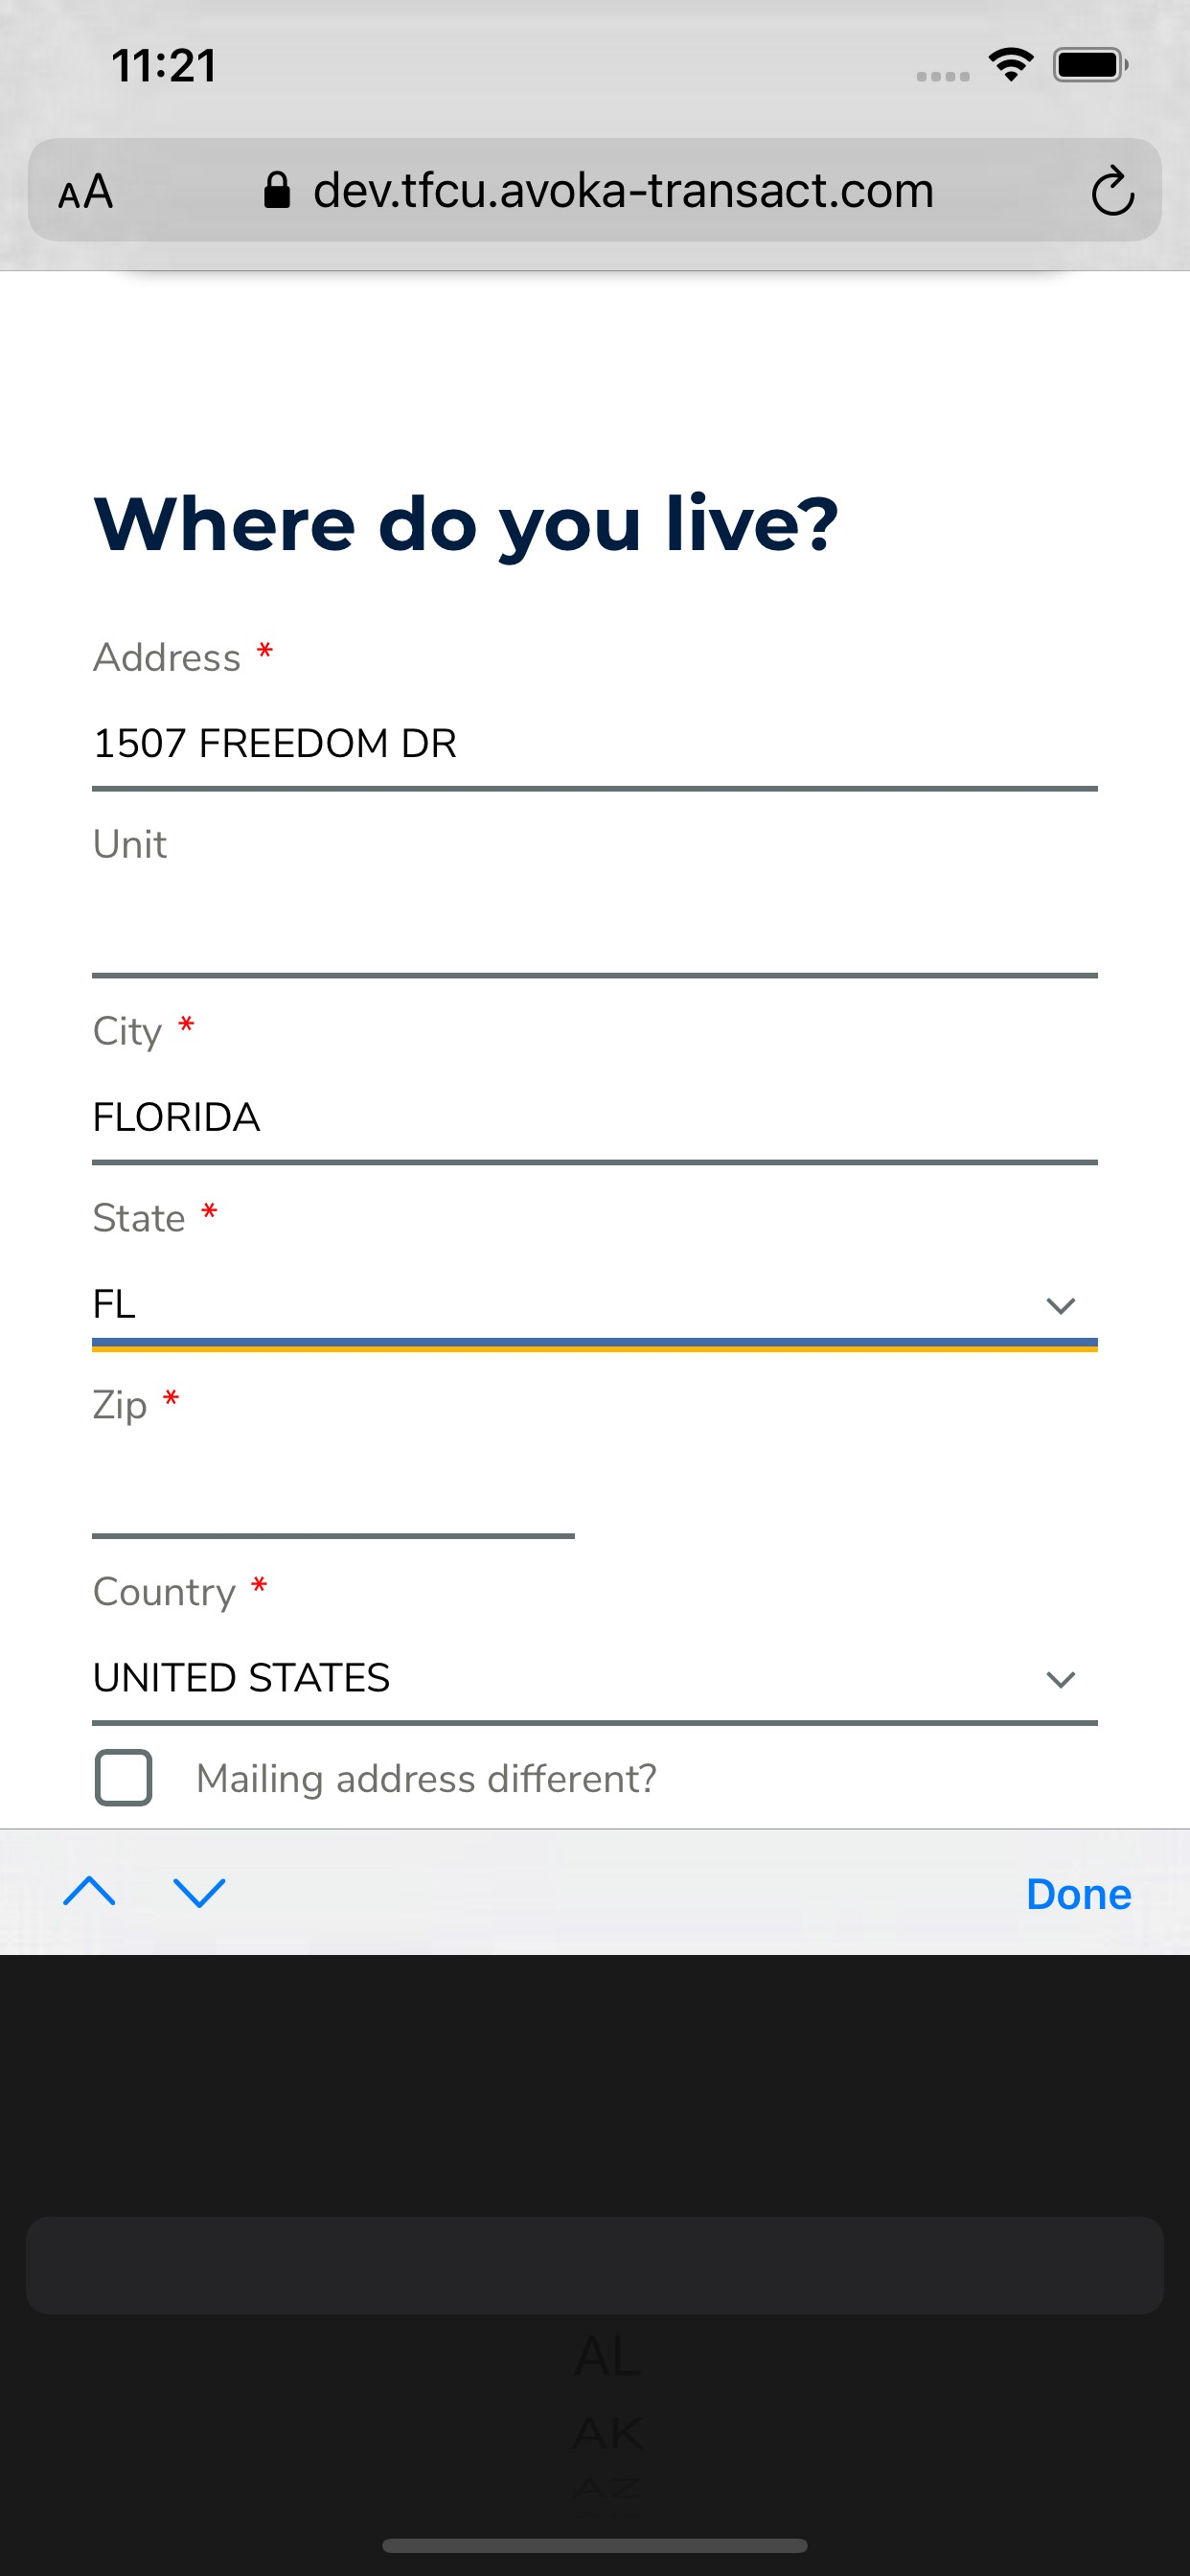 11:21
AA dev.tfcu.avoka-transact.com
Where do you live?
Address *
1507 FREEDOM DR
Unit
City *
FLORIDA
State *
FL
Zip *
Country *
UNITED STATES
Mailing address different?
Done
AL
AK
AZ